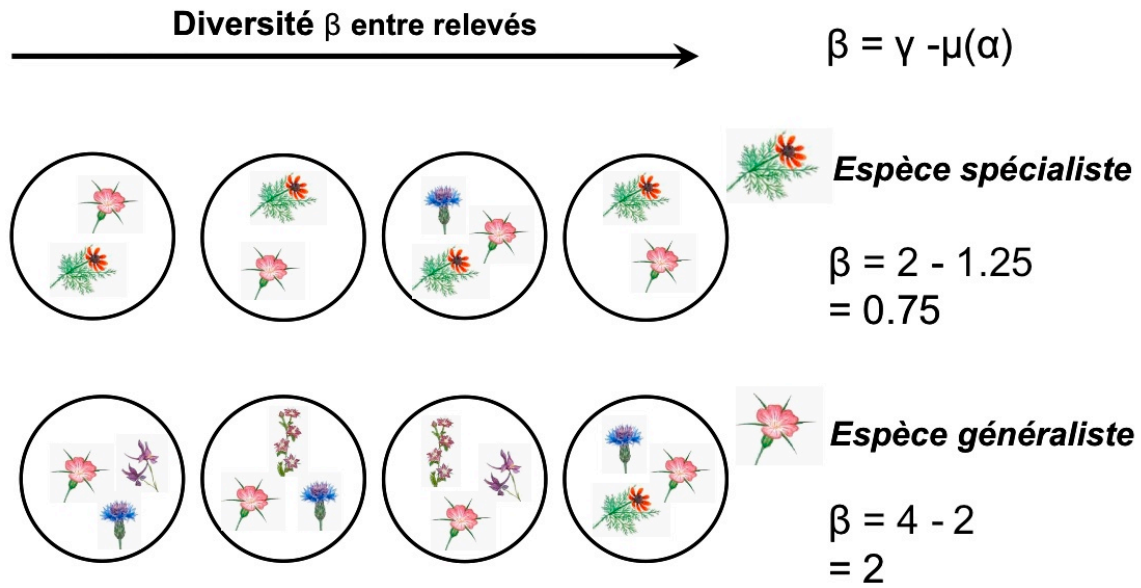 Diversité β entre relevés
β = γ -μ(α)
Espèce spécialiste
β = 2 - 1.25
= 0.75
Espèce généraliste
β = 4 - 2
= 2